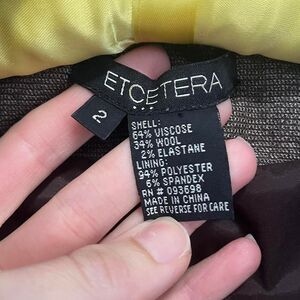 ETCETERA
2
SHELL:
64% VISCOSE
34% WOOL
2% ELASTANE
LINING:
94% POLYESTER
6% SPANDEX
RN # 093698
MADE IN CHINA
SEE REVERSE FOR CARE